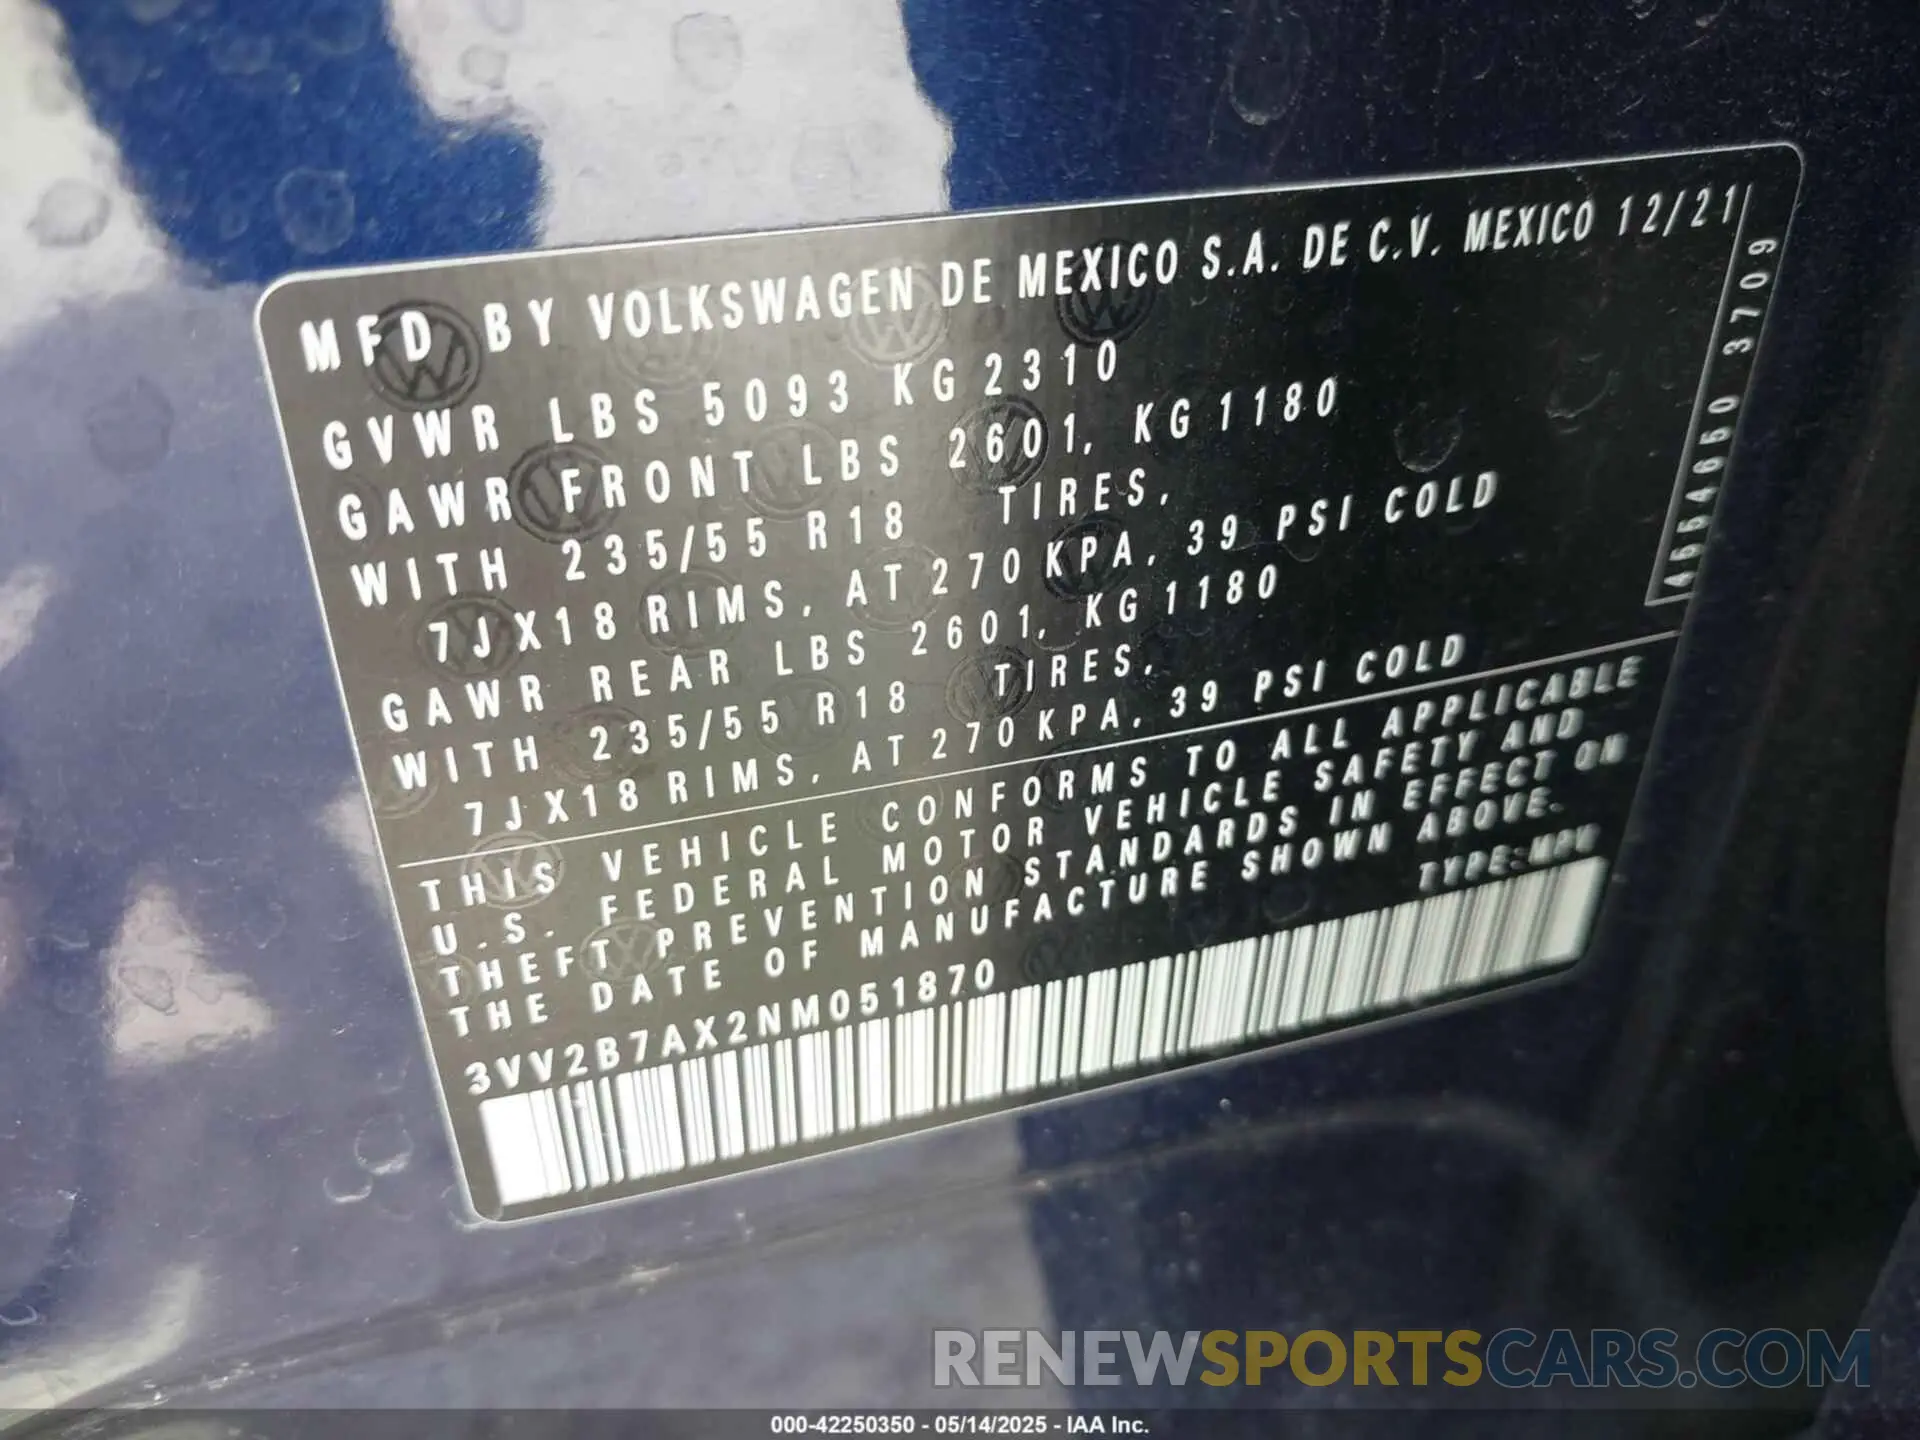 MFD BY VOLKSWAGEN DE MEXICO S.A. DE C.V. MEXICO 12/21
GVWR LBS 5093 KG 2310
GAWR FRONT LBS 2601, KG 1180
WITH 235/55 R18 TIRES,
7JX18 RIMS, AT 270 KPA, 39 PSI COLD
GAWR REAR LBS 2601, KG 1180
WITH 235/55 R18 TIRES,
7JX18 RIMS, AT 270 KPA, 39 PSI COLD
THIS VEHICLE CONFORMS TO ALL APPLICABLE
U.S. FEDERAL MOTOR VEHICLE SAFETY AND
THEFT PREVENTION STANDARDS IN EFFECT ON
THE DATE OF MANUFACTURE SHOWN ABOVE.
TYPE: MPV
3VV2B7AX2NM051870
RENEWSPORTSCARS.COM
000-42250350 - 05/14/2025 - IAA Inc.